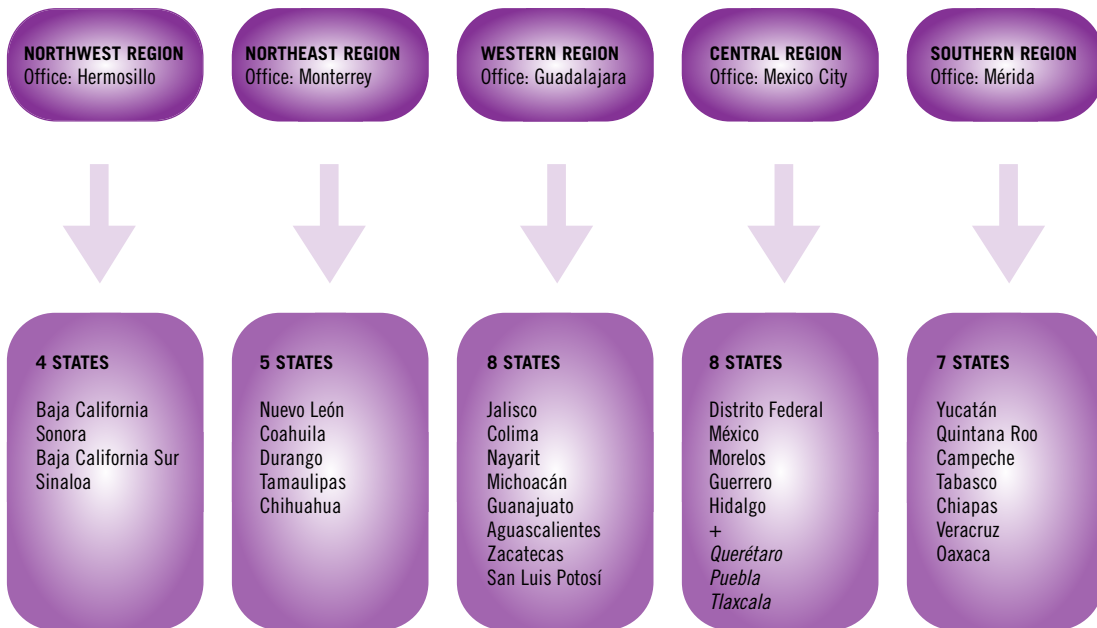 NORTHWEST REGION
Office: Hermosillo
NORTHEAST REGION
Office: Monterrey
WESTERN REGION
Office: Guadalajara
CENTRAL REGION
Office: Mexico City
SOUTHERN REGION
Office: Mérida
4 STATES
Baja California
Sonora
Baja California Sur
Sinaloa
5 STATES
Nuevo León
Coahuila
Durango
Tamaulipas
Chihuahua
8 STATES
Jalisco
Colima
Nayarit
Michoacán
Guanajuato
Aguascalientes
Zacatecas
San Luis Potosí
8 STATES
Distrito Federal
México
Morelos
Guerrero
Hidalgo
+
Querétaro
Puebla
Tlaxcala
7 STATES
Yucatán
Quintana Roo
Campeche
Tabasco
Chiapas
Veracruz
Oaxaca